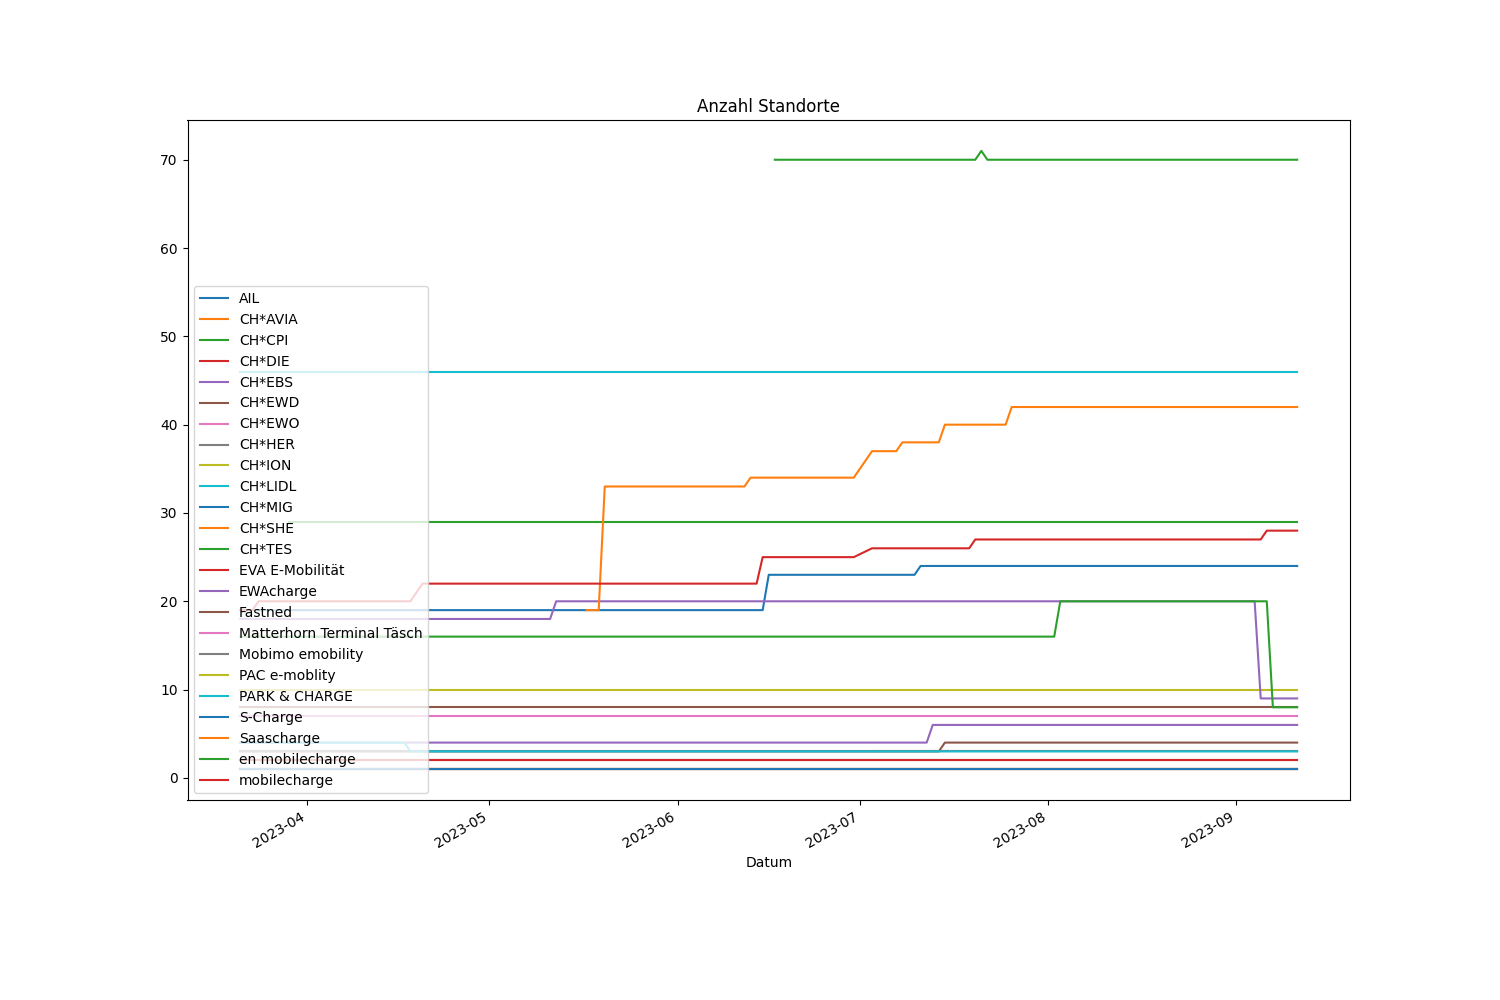 Anzahl Standorte
70
60
50
40
30
20
10
0
AIL
CH*AVIA
CH*CPI
CH*DIE
CH*EBS
CH*EWD
CH*EWO
CH*HER
CH*ION
CH*LIDL
CH*MIG
CH*SHE
CH*TES
EVA E-Mobilität
EWAcharge
Fastned
Matterhorn Terminal Täsch
Mobimo emobility
PAC e-moblity
PARK & CHARGE
S-Charge
Saascharge
en mobilecharge
mobilecharge
2023-04
2023-05
2023-06
2023-07
2023-08
2023-09
Datum